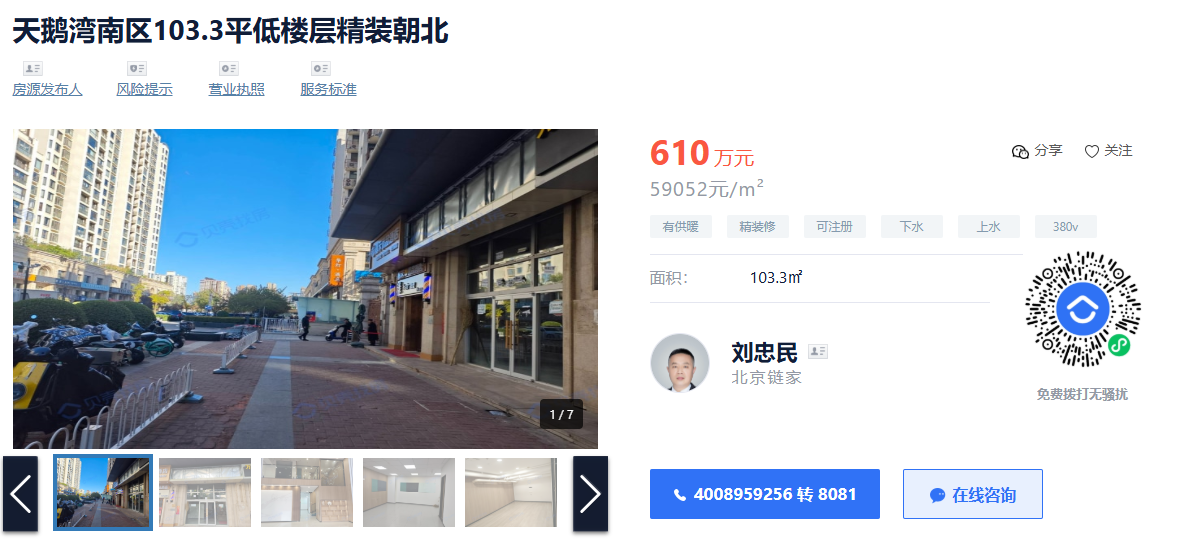 天鹅湾南区103.3平低楼层精装朝北
房源发布人 风险提示 营业执照 服务标准
610万元
分享 关注
59052元/m²
有供暖 精装修 可注册 下水 上水 380v
面积： 103.3㎡
刘忠民
北京链家
免费拨打无骚扰
1 / 7
4008959256 转 8081
在线咨询